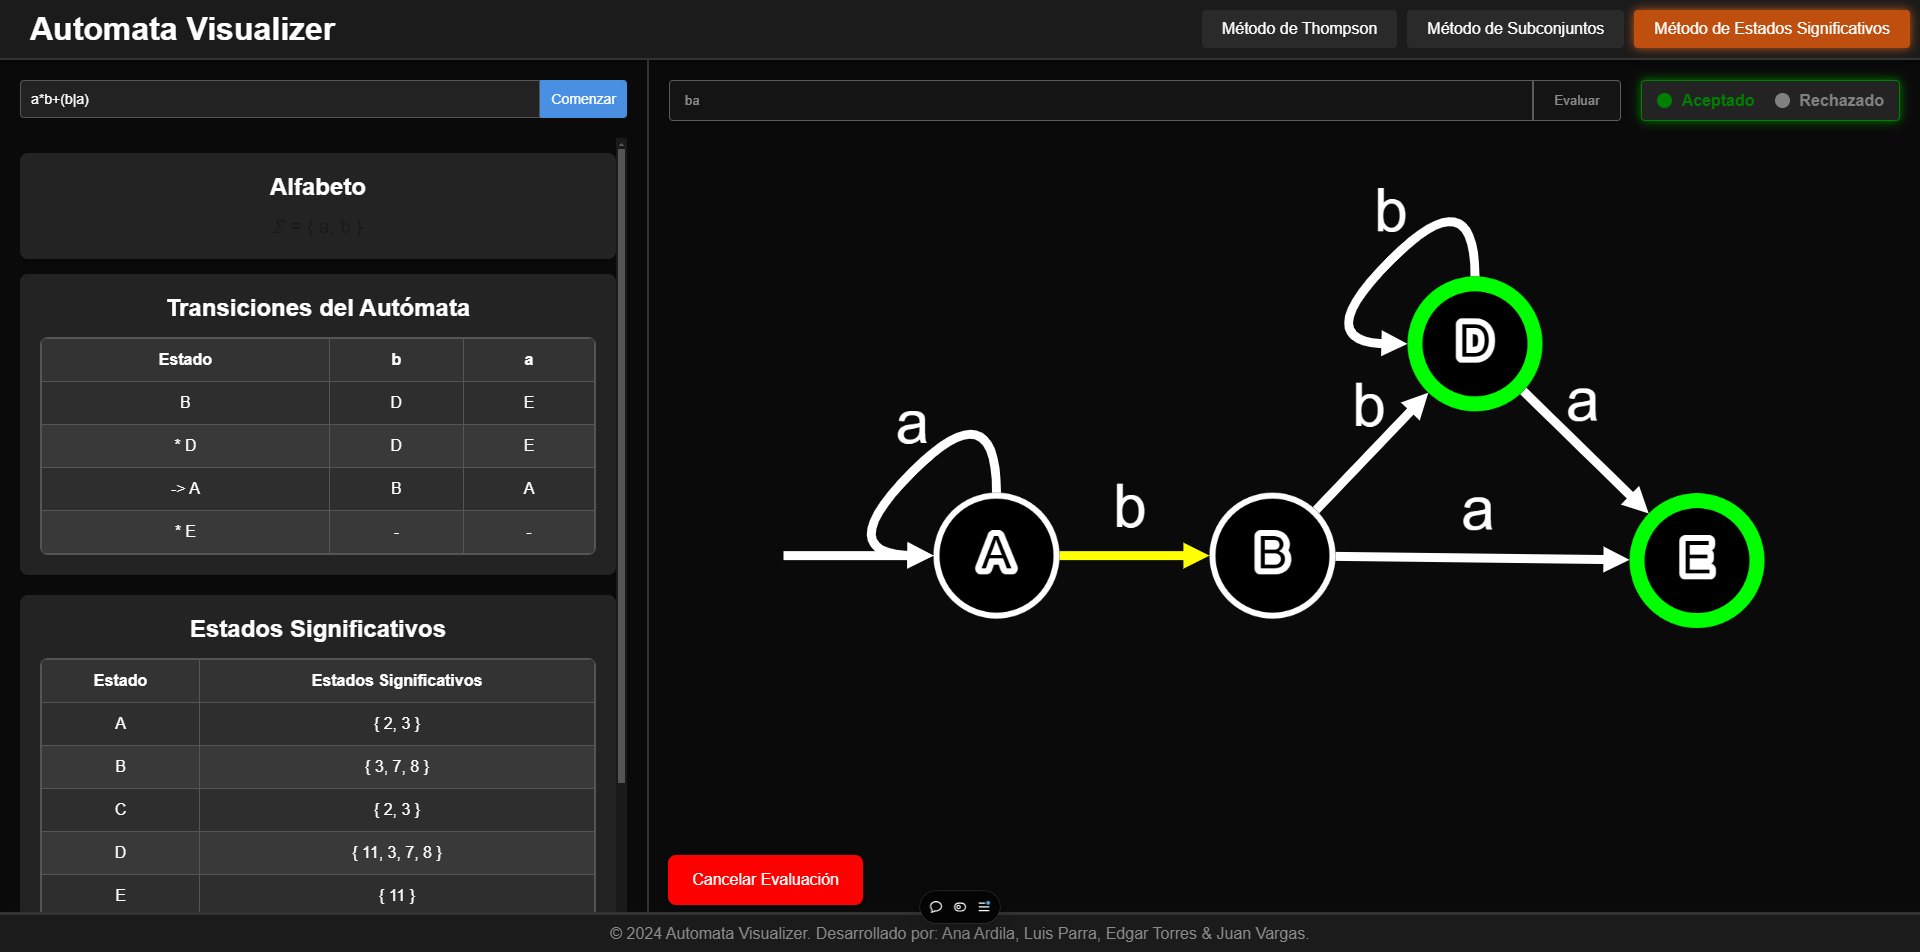 Automata Visualizer
Método de Thompson
Método de Subconjuntos
Método de Estados Significativos
a*b+(b|a)
Comenzar
Alfabeto
Σ = { a, b }
Transiciones del Autómata
Estado b a
B D E
* D D E
-> A B A
* E - -
Estados Significativos
Estado Estados Significativos
A { 2, 3 }
B { 3, 7, 8 }
C { 2, 3 }
D { 11, 3, 7, 8 }
E { 11 }
ba
Evaluar
Aceptado
Rechazado
b
D
b
a
a
A
b
B
a
E
Cancelar Evaluación
© 2024 Automata Visualizer. Desarrollado por: Ana Ardila, Luis Parra, Edgar Torres & Juan Vargas.